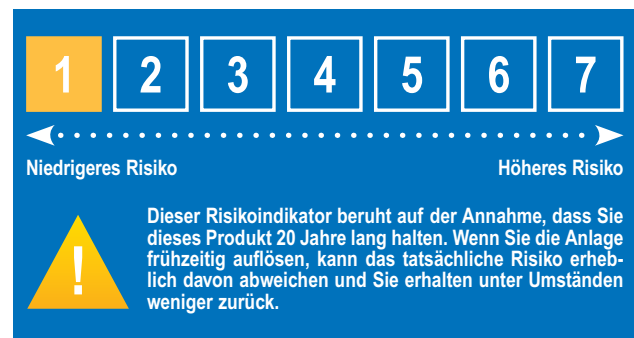 1 2 3 4 5 6 7
Niedrigeres Risiko Höheres Risiko
Dieser Risikoindikator beruht auf der Annahme, dass Sie
dieses Produkt 20 Jahre lang halten. Wenn Sie die Anlage
frühzeitig auflösen, kann das tatsächliche Risiko erheb-
lich davon abweichen und Sie erhalten unter Umständen
weniger zurück.
!